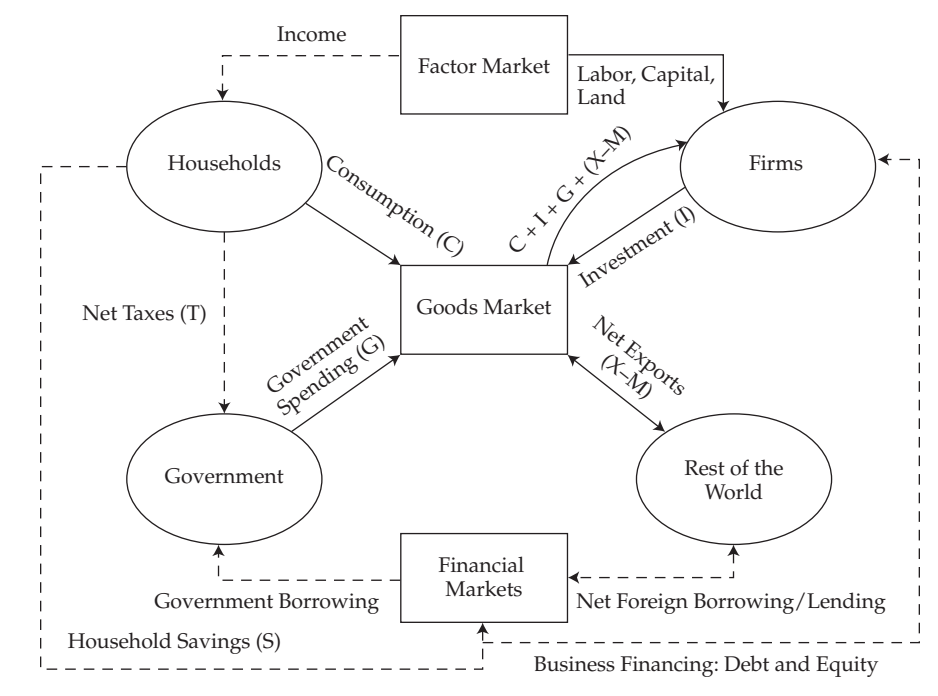 Income
Factor Market
Labor, Capital,
Land
Households
Consumption (C)
C + I + G + (X–M)
Firms
Investment (I)
Goods Market
Net Taxes (T)
Government
Spending (G)
Net Exports
(X–M)
Government
Rest of the
World
Financial
Markets
Government Borrowing
Net Foreign Borrowing/Lending
Household Savings (S)
Business Financing: Debt and Equity